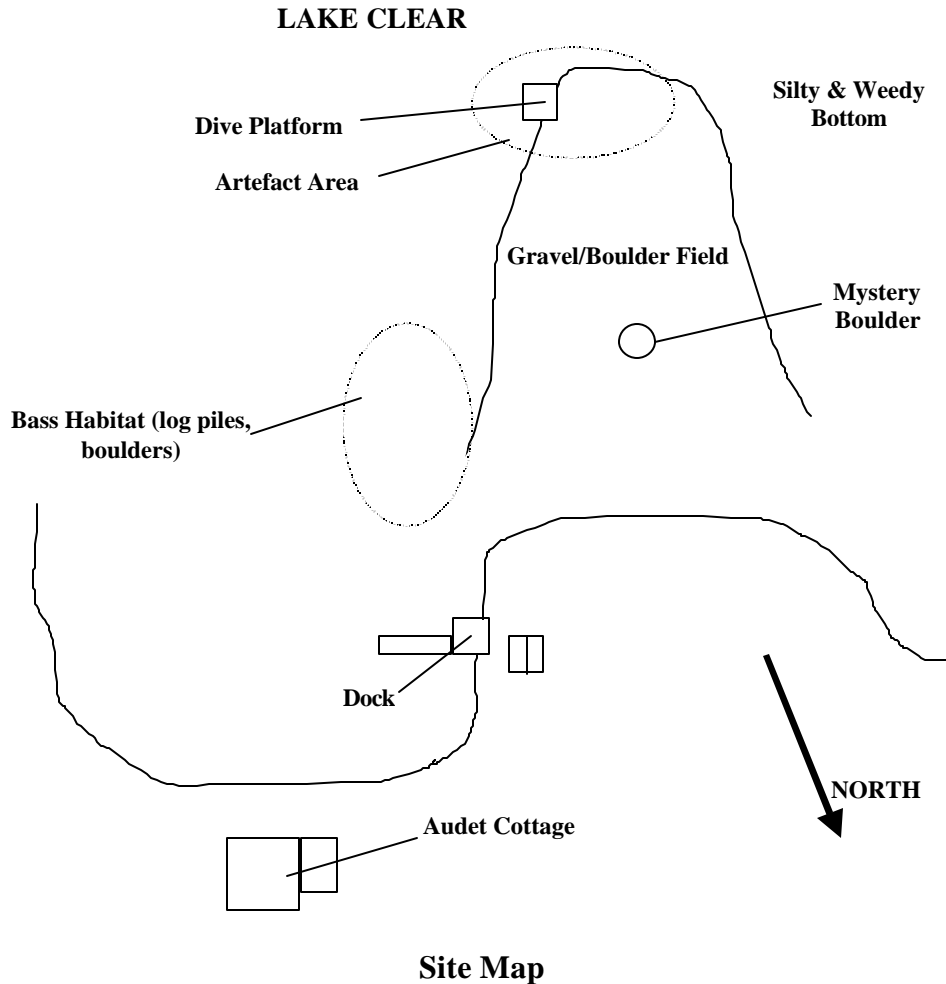 LAKE CLEAR
Silty & Weedy
Bottom
Dive Platform
Artefact Area
Gravel/Boulder Field
Mystery
Boulder
Bass Habitat (log piles,
boulders)
Dock
NORTH
Audet Cottage
Site Map